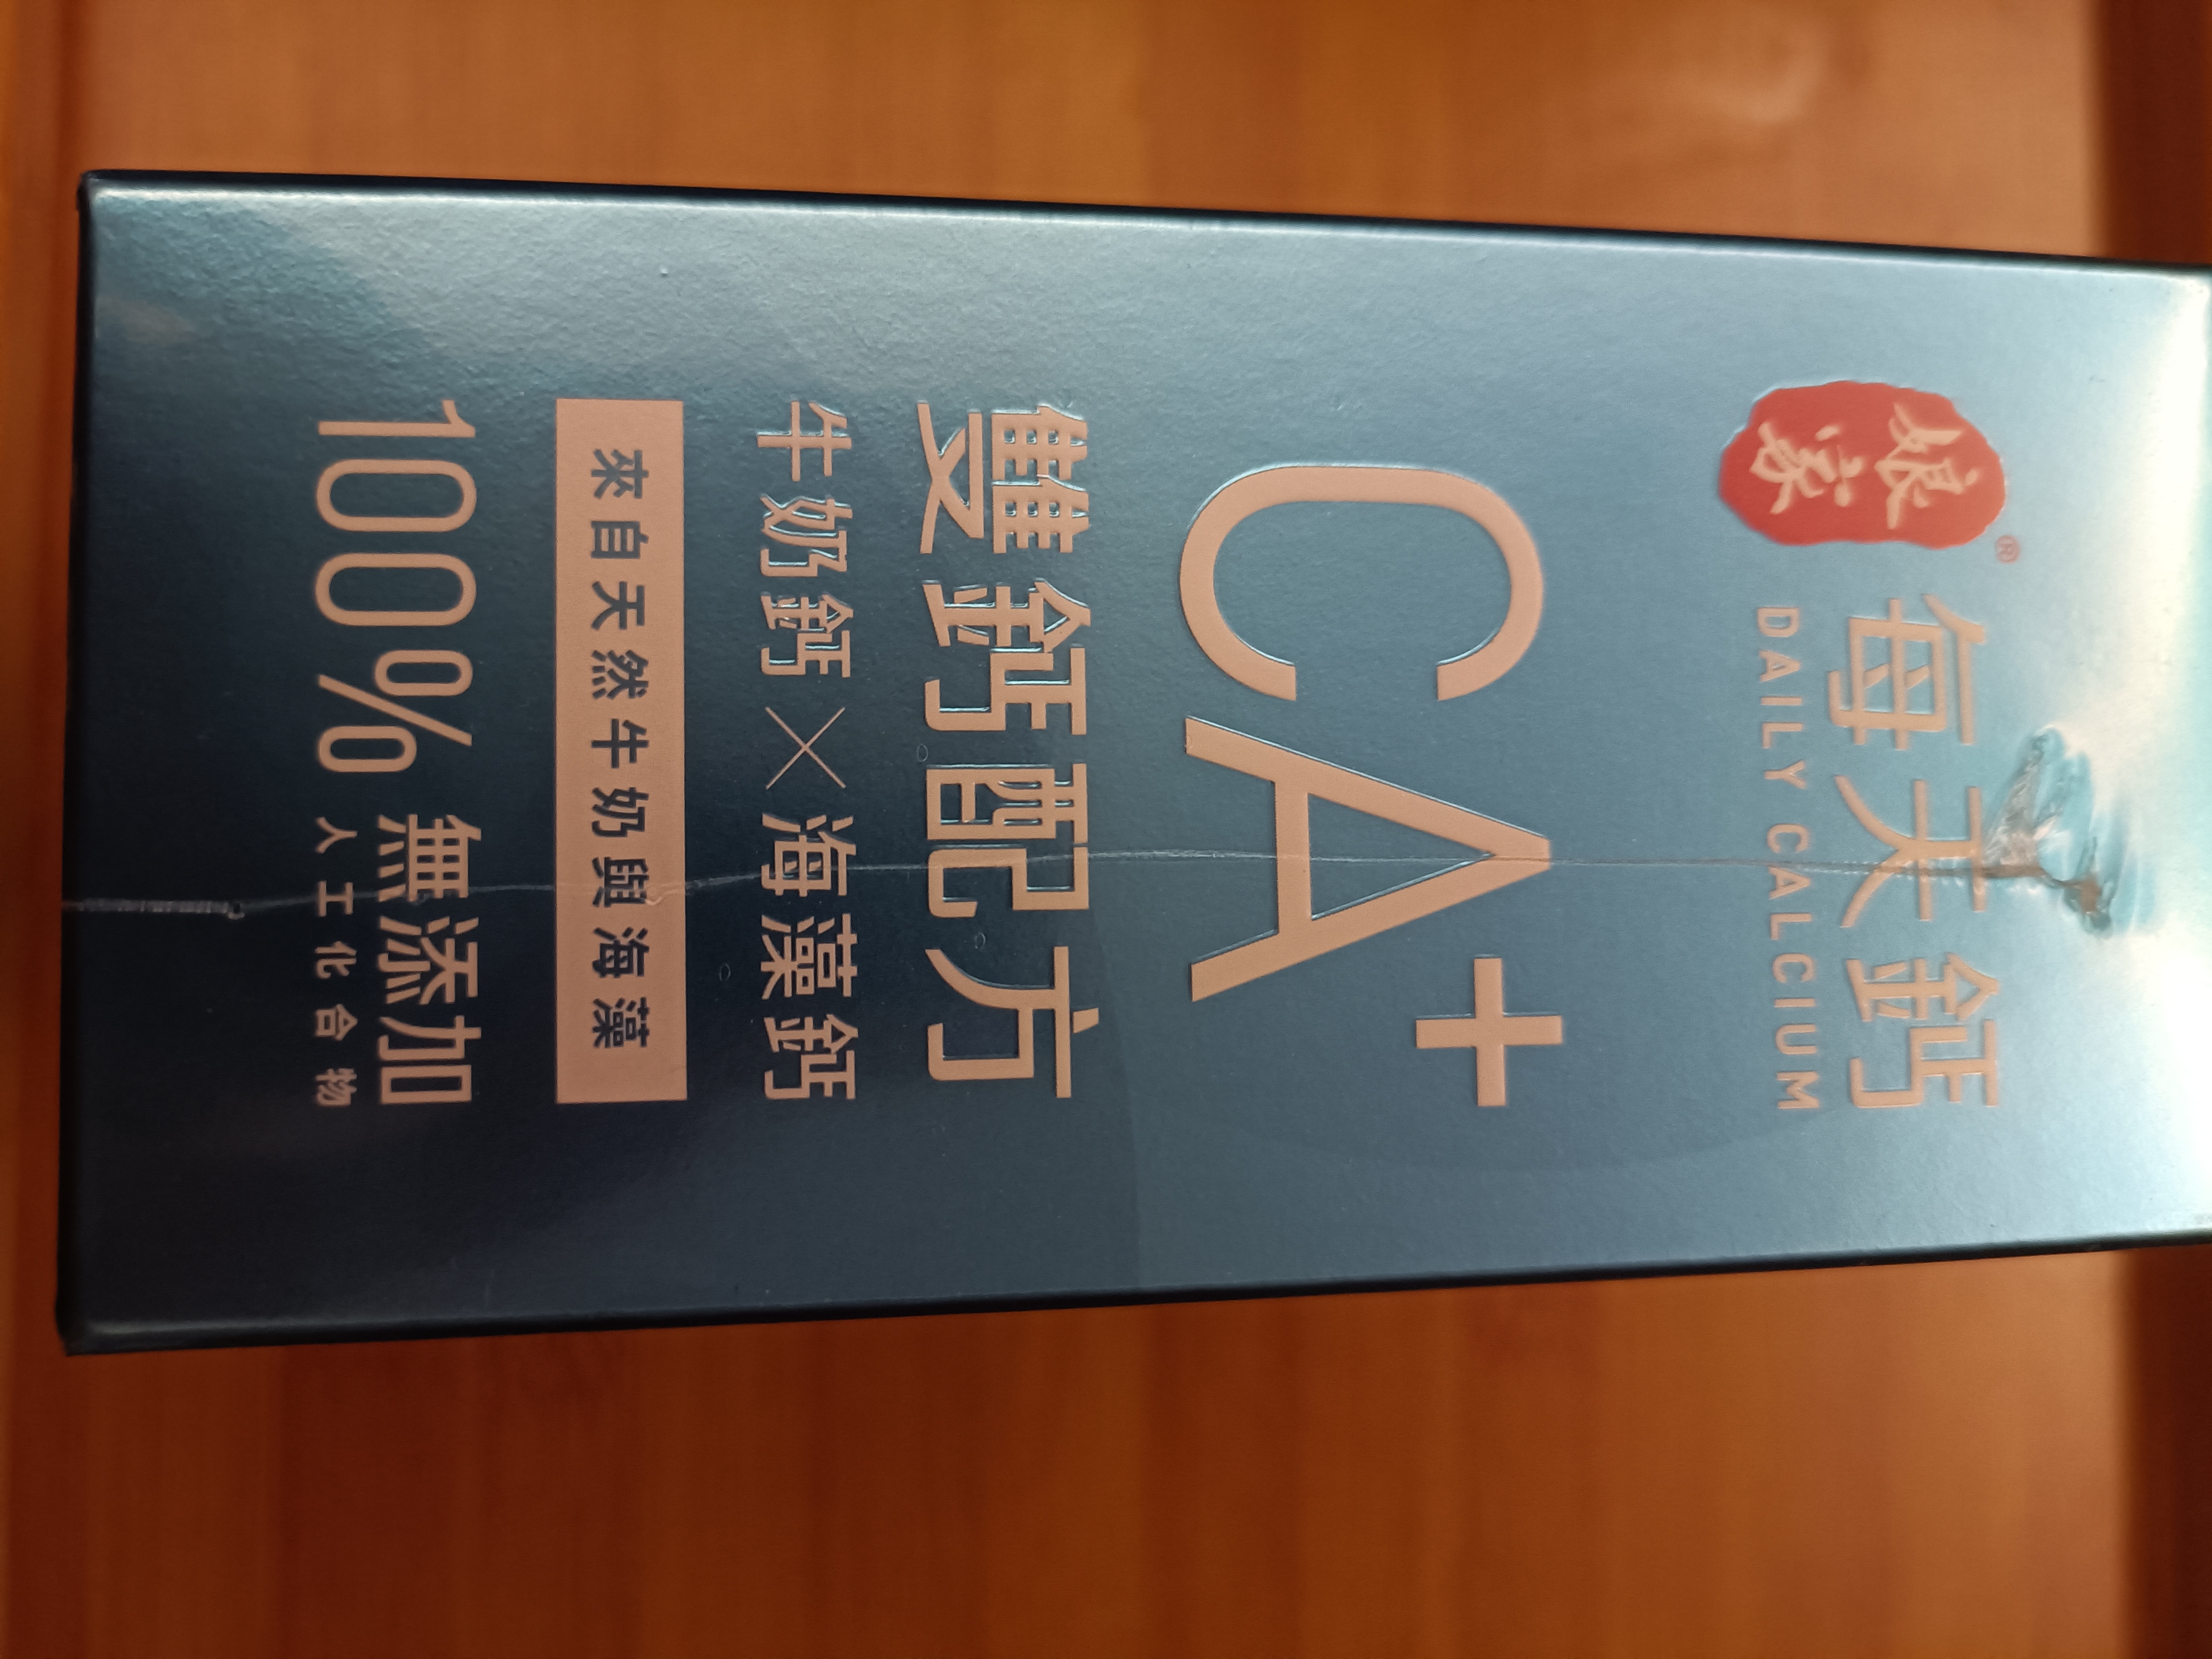 娘家®
每天鈣
DAILY CALCIUM
CA+
雙鈣配方
牛奶鈣×海藻鈣
來自天然牛奶與海藻
100%無添加
人工化合物